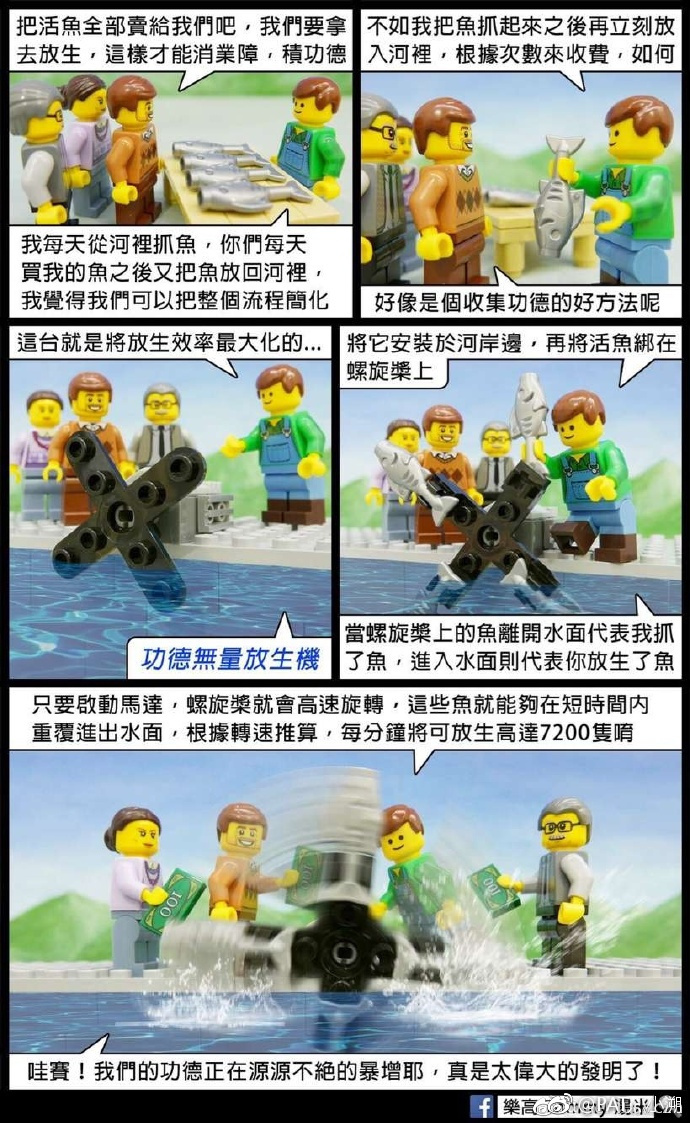 把活魚全部賣給我們吧，我們要拿
去放生，這樣才能消業障，積功德
我每天從河裡抓魚，你們每天
買我的魚之後又把魚放回河裡，
我覺得我們可以把整個流程簡化
不如我把魚抓起來之後再立刻放
入河裡，根據次數來收費，如何
好像是個收集功德的好方法呢
這台就是將放生效率最大化的...
功德無量放生機
將它安裝於河岸邊，再將活魚綁在
螺旋槳上
當螺旋槳上的魚離開水面代表我抓
了魚，進入水面則代表你放生了魚
只要啟動馬達，螺旋槳就會高速旋轉，這些魚就能夠在短時間內
重覆進出水面，根據轉速推算，每分鐘將可放生高達7200隻唷
100
100
100
哇賽！我們的功德正在源源不絕的暴增耶，真是太偉大的發明了！
f 樂高